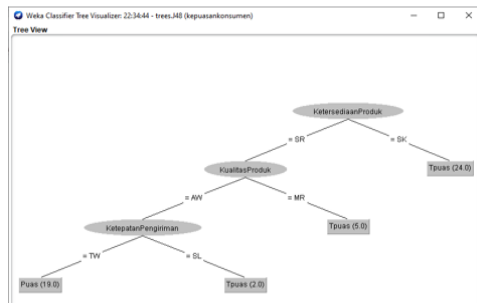 Weka Classifier Tree Visualizer: 22:34:44 - trees.J48 (kepuasankonsumen)
Tree View
KetersediaanProduk
= SR
= SK
KualitasProduk
Tpuas (24.0)
= AW
= MR
KetepatanPengiriman
Tpuas (5.0)
= TW
= SL
Puas (19.0)
Tpuas (2.0)